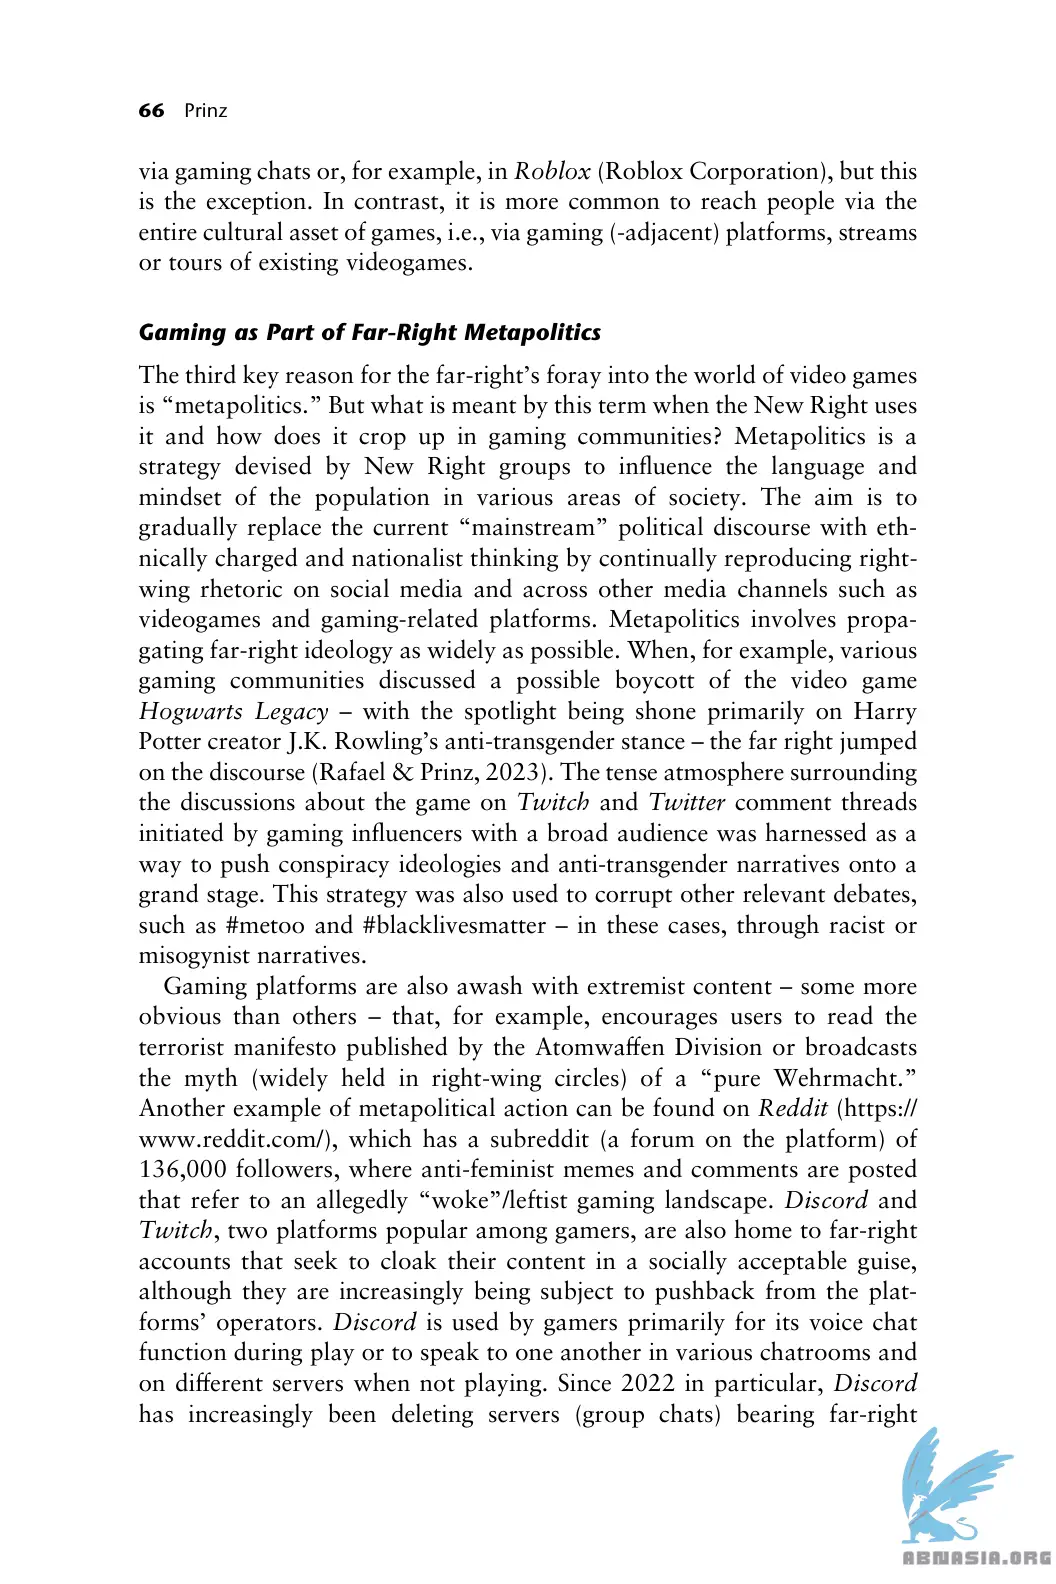 66 Prinz
via gaming chats or, for example, in Roblox (Roblox Corporation), but this
is the exception. In contrast, it is more common to reach people via the
entire cultural asset of games, i.e., via gaming (-adjacent) platforms, streams
or tours of existing videogames.
Gaming as Part of Far-Right Metapolitics
The third key reason for the far-right’s foray into the world of video games
is “metapolitics.” But what is meant by this term when the New Right uses
it and how does it crop up in gaming communities? Metapolitics is a
strategy devised by New Right groups to influence the language and
mindset of the population in various areas of society. The aim is to
gradually replace the current “mainstream” political discourse with eth-
nically charged and nationalist thinking by continually reproducing right-
wing rhetoric on social media and across other media channels such as
videogames and gaming-related platforms. Metapolitics involves propa-
gating far-right ideology as widely as possible. When, for example, various
gaming communities discussed a possible boycott of the video game
Hogwarts Legacy – with the spotlight being shone primarily on Harry
Potter creator J.K. Rowling’s anti-transgender stance – the far right jumped
on the discourse (Rafael & Prinz, 2023). The tense atmosphere surrounding
the discussions about the game on Twitch and Twitter comment threads
initiated by gaming influencers with a broad audience was harnessed as a
way to push conspiracy ideologies and anti-transgender narratives onto a
grand stage. This strategy was also used to corrupt other relevant debates,
such as #metoo and #blacklivesmatter – in these cases, through racist or
misogynist narratives.
Gaming platforms are also awash with extremist content – some more
obvious than others – that, for example, encourages users to read the
terrorist manifesto published by the Atomwaffen Division or broadcasts
the myth (widely held in right-wing circles) of a “pure Wehrmacht.”
Another example of metapolitical action can be found on Reddit (https://
www.reddit.com/), which has a subreddit (a forum on the platform) of
136,000 followers, where anti-feminist memes and comments are posted
that refer to an allegedly “woke”/leftist gaming landscape. Discord and
Twitch, two platforms popular among gamers, are also home to far-right
accounts that seek to cloak their content in a socially acceptable guise,
although they are increasingly being subject to pushback from the plat-
forms’ operators. Discord is used by gamers primarily for its voice chat
function during play or to speak to one another in various chatrooms and
on different servers when not playing. Since 2022 in particular, Discord
has increasingly been deleting servers (group chats) bearing far-right
ABNASIA.ORG